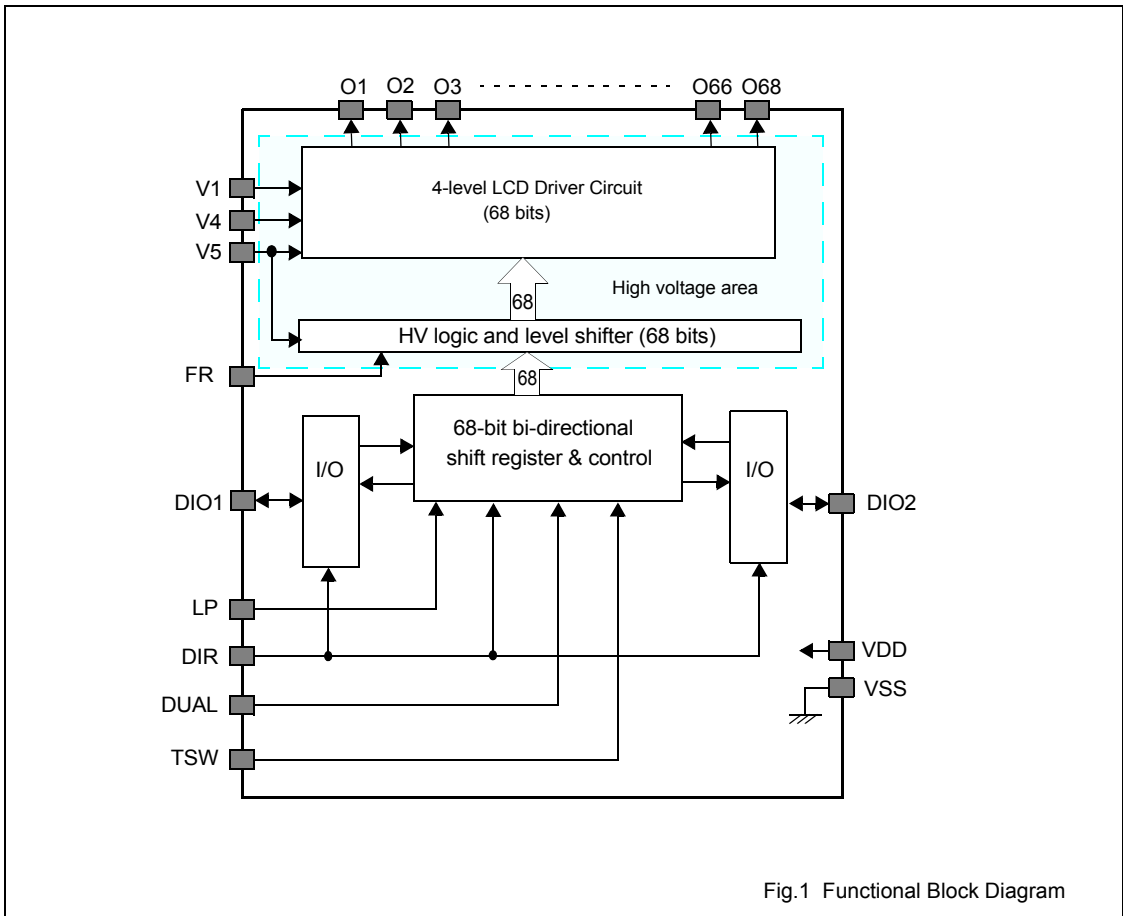 O1 O2 O3 O66 O68
V1
4-level LCD Driver Circuit
(68 bits)
V4
V5
High voltage area
68
HV logic and level shifter (68 bits)
FR
68
68-bit bi-directional
shift register & control
I/O
I/O
DIO1
DIO2
LP
DIR
VDD
VSS
DUAL
TSW
Fig.1 Functional Block Diagram